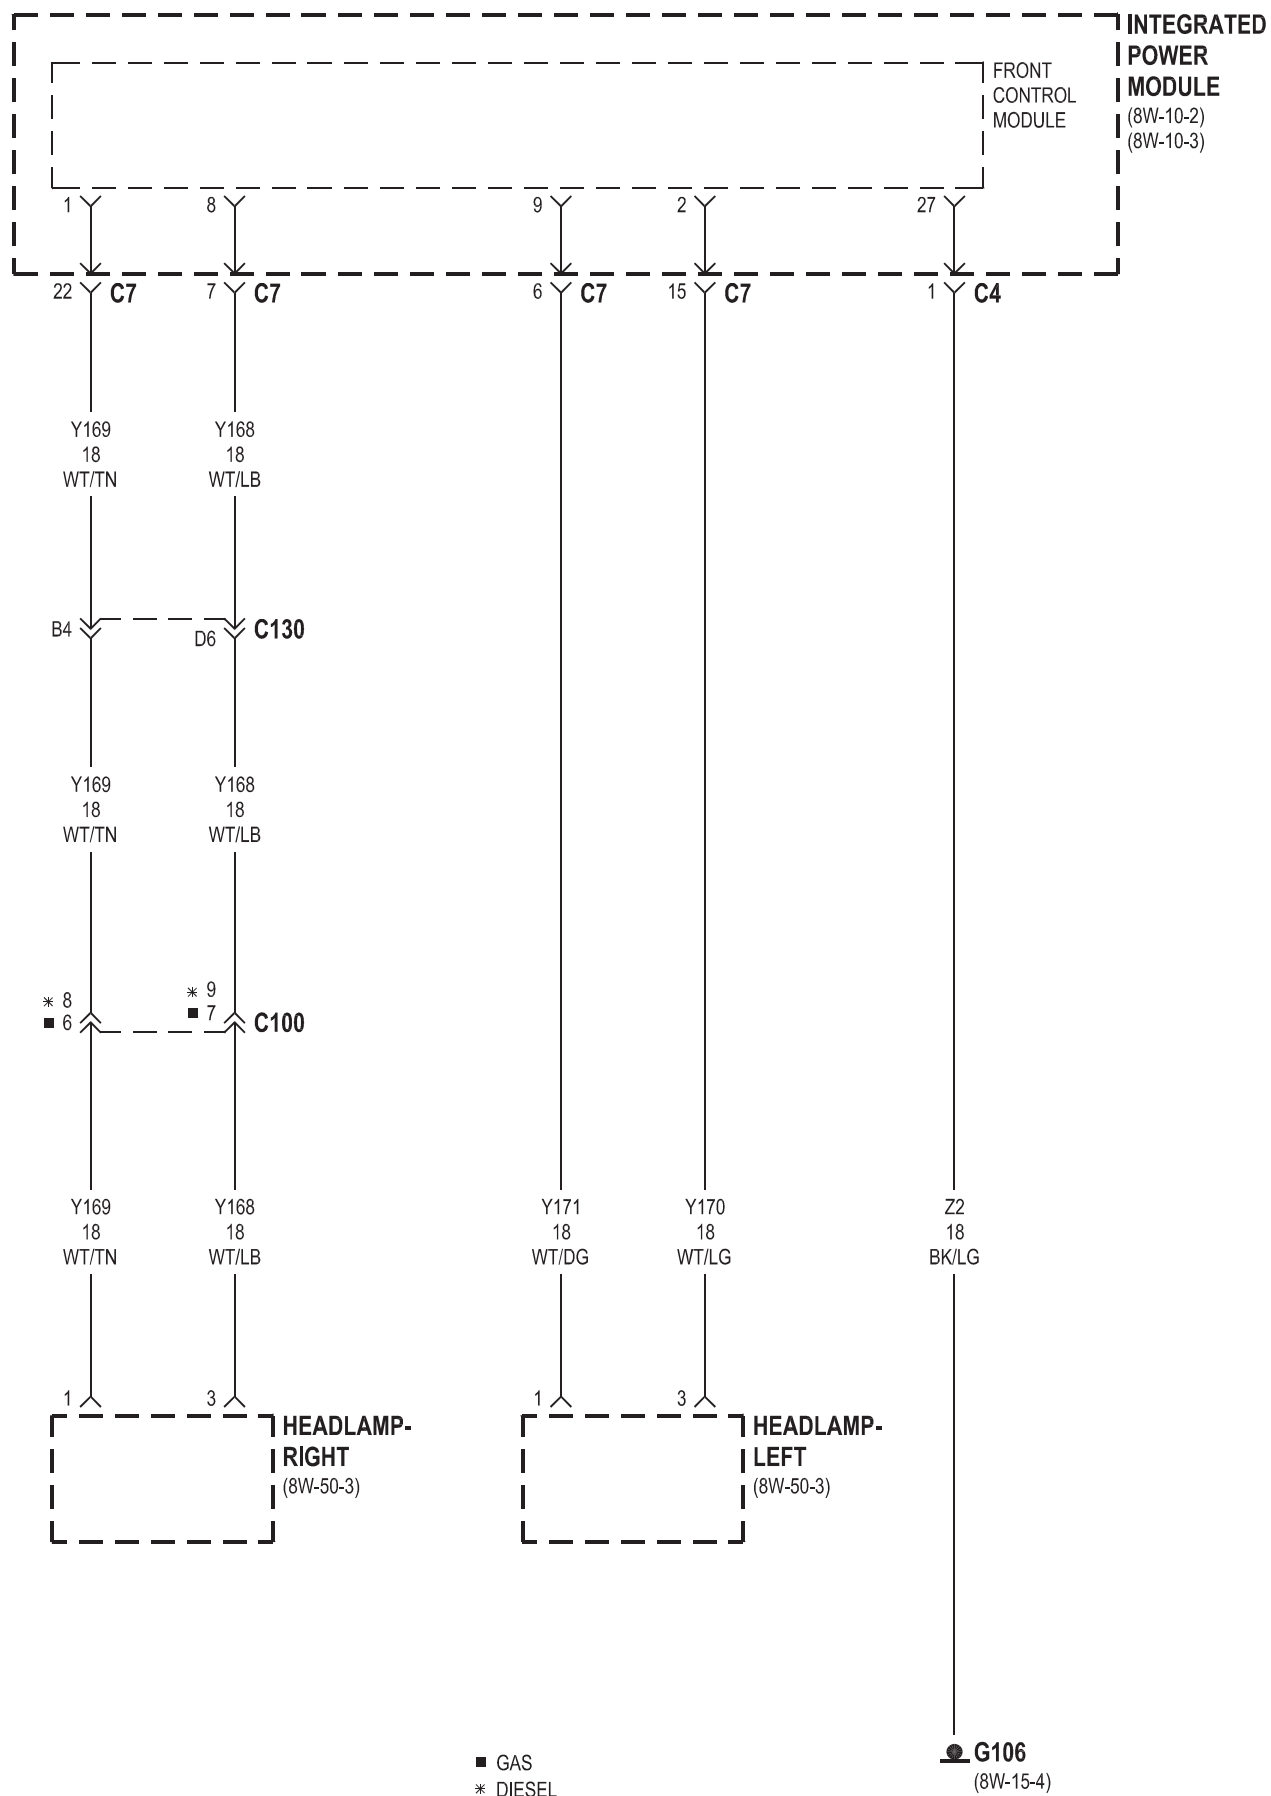 INTEGRATED
POWER
MODULE
(8W-10-2)
(8W-10-3)
FRONT
CONTROL
MODULE
1 8 9 2 27
22 C7 7 C7 6 C7 15 C7 1 C4
Y169 Y168
18 18
WT/TN WT/LB
B4 D6 C130
Y169 Y168
18 18
WT/TN WT/LB
* 8 * 9
■ 6 ■ 7 C100
Y169 Y168 Y171 Y170 Z2
18 18 18 18 18
WT/TN WT/LB WT/DG WT/LG BK/LG
1 3 1 3
HEADLAMP-
RIGHT
(8W-50-3)
HEADLAMP-
LEFT
(8W-50-3)
G106
(8W-15-4)
■ GAS
* DIESEL